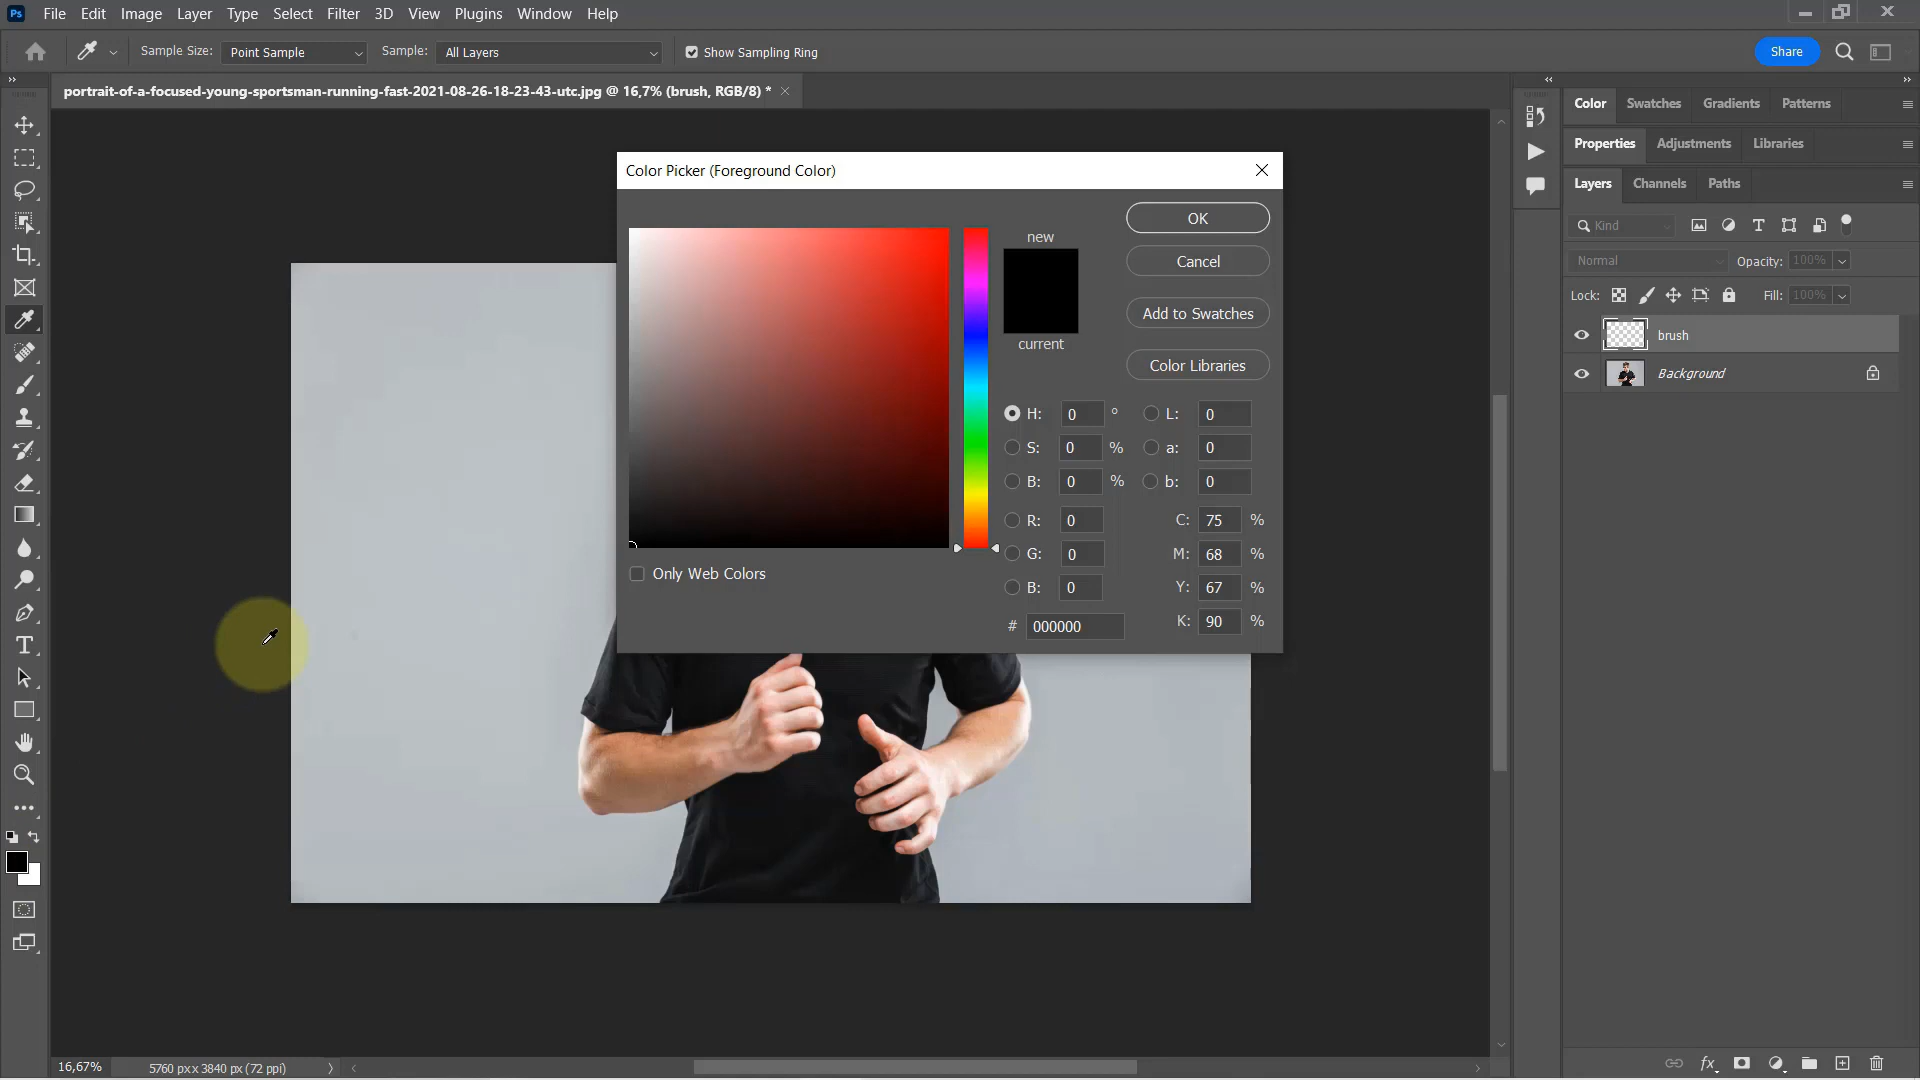 Ps File Edit Image Layer Type Select Filter 3D View Plugins Window Help
Sample Size: Point Sample Sample: All Layers Show Sampling Ring Share
portrait-of-a-focused-young-sportsman-running-fast-2021-08-26-18-23-43-utc.jpg @ 16,7% (brush, RGB/8) *
Color Swatches Gradients Patterns
Properties Adjustments Libraries
Layers Channels Paths
Kind
Normal Opacity: 100%
Lock: Fill: 100%
brush
Background
Color Picker (Foreground Color)
new
current
OK
Cancel
Add to Swatches
Color Libraries
H: 0 ° L: 0
S: 0 % a: 0
B: 0 % b: 0
R: 0 C: 75 %
G: 0 M: 68 %
B: 0 Y: 67 %
# 000000 K: 90 %
Only Web Colors
16,67% 5760 px x 3840 px (72 ppi)
fx